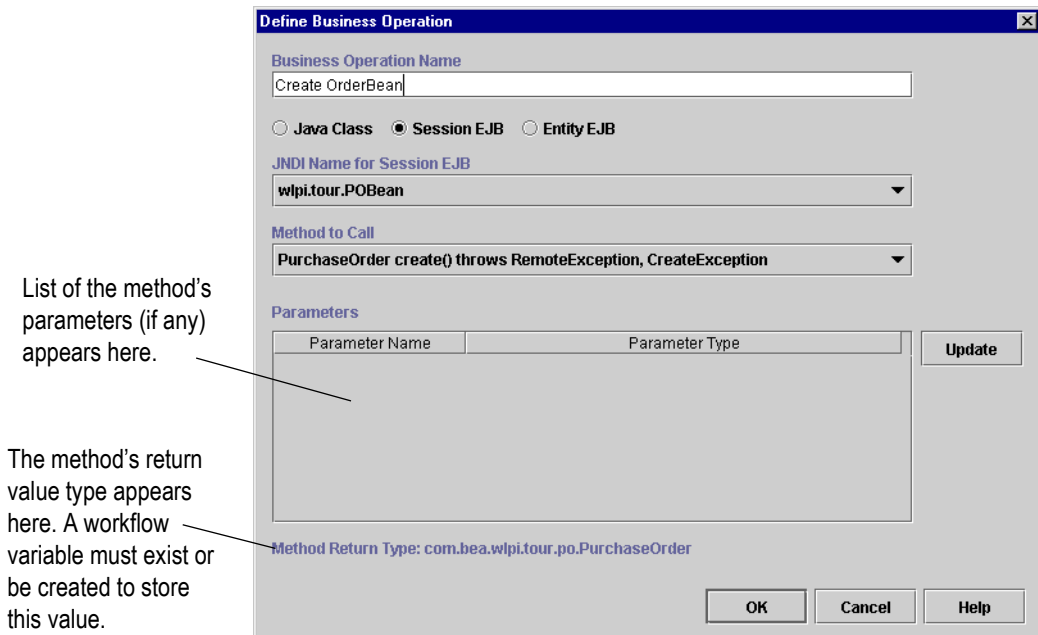 Define Business Operation
Business Operation Name
Create OrderBean
Java Class Session EJB Entity EJB
JNDI Name for Session EJB
wlpi.tour.POBean
Method to Call
PurchaseOrder create() throws RemoteException, CreateException
List of the method’s
parameters (if any)
appears here.
Parameters
Parameter Name Parameter Type
Update
The method’s return
value type appears
here. A workflow
variable must exist or
be created to store
this value.
Method Return Type: com.bea.wlpi.tour.po.PurchaseOrder
OK Cancel Help